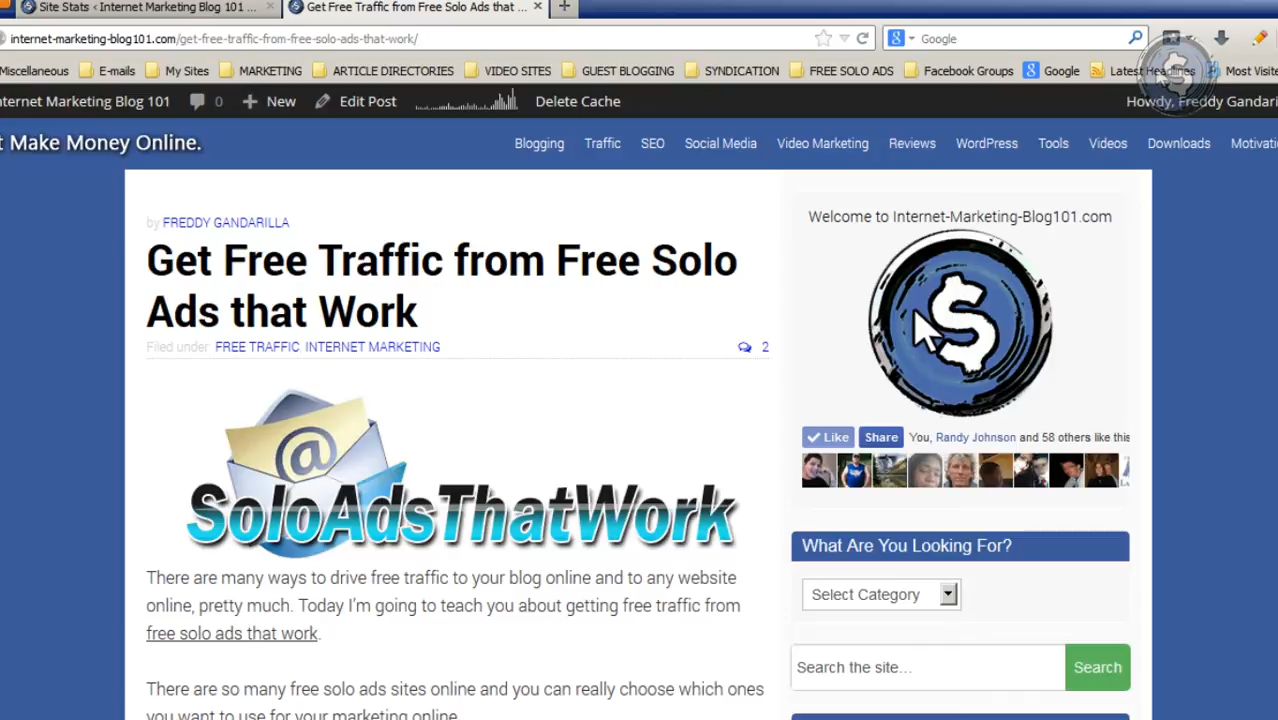 Site Stats ‹ Internet Marketing Blog 101 ...
Get Free Traffic from Free Solo Ads that ...
internet-marketing-blog101.com/get-free-traffic-from-free-solo-ads-that-work/
Google
Miscellaneous E-mails My Sites MARKETING ARTICLE DIRECTORIES VIDEO SITES GUEST BLOGGING SYNDICATION FREE SOLO ADS Facebook Groups Google Latest Headlines Most Visite
nternet Marketing Blog 101 0 New Edit Post Delete Cache Howdy, Freddy Gandari
t Make Money Online.
Blogging Traffic SEO Social Media Video Marketing Reviews WordPress Tools Videos Downloads Motivati
by FREDDY GANDARILLA
Get Free Traffic from Free Solo
Ads that Work
Filed under FREE TRAFFIC, INTERNET MARKETING 2
SoloAdsThatWork
There are many ways to drive free traffic to your blog online and to any website
online, pretty much. Today I'm going to teach you about getting free traffic from
free solo ads that work.
There are so many free solo ads sites online and you can really choose which ones
you want to use for your marketing online.
Welcome to Internet-Marketing-Blog101.com
Like Share You, Randy Johnson and 58 others like this
What Are You Looking For?
Select Category
Search the site... Search